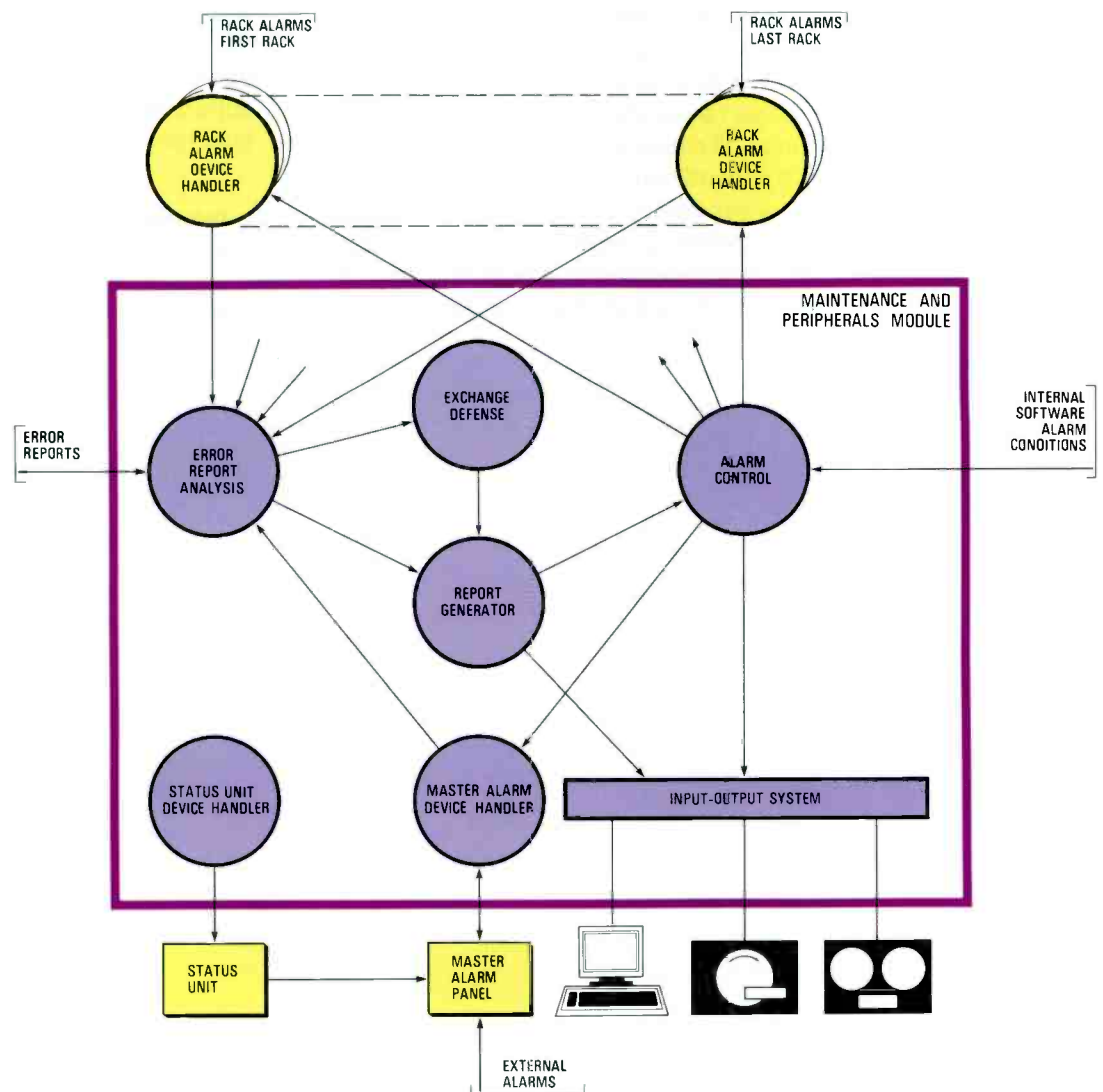 RACK ALARMS
FIRST RACK
RACK ALARMS
LAST RACK
RACK
ALARM
DEVICE
HANDLER
RACK
ALARM
DEVICE
HANDLER
MAINTENANCE AND
PERIPHERALS MODULE
EXCHANGE
DEFENSE
ERROR
REPORTS
ERROR
REPORT
ANALYSIS
ALARM
CONTROL
INTERNAL
SOFTWARE
ALARM
CONDITIONS
REPORT
GENERATOR
STATUS UNIT
DEVICE HANDLER
MASTER ALARM
DEVICE HANDLER
INPUT-OUTPUT SYSTEM
STATUS
UNIT
MASTER
ALARM
PANEL
EXTERNAL
ALARMS